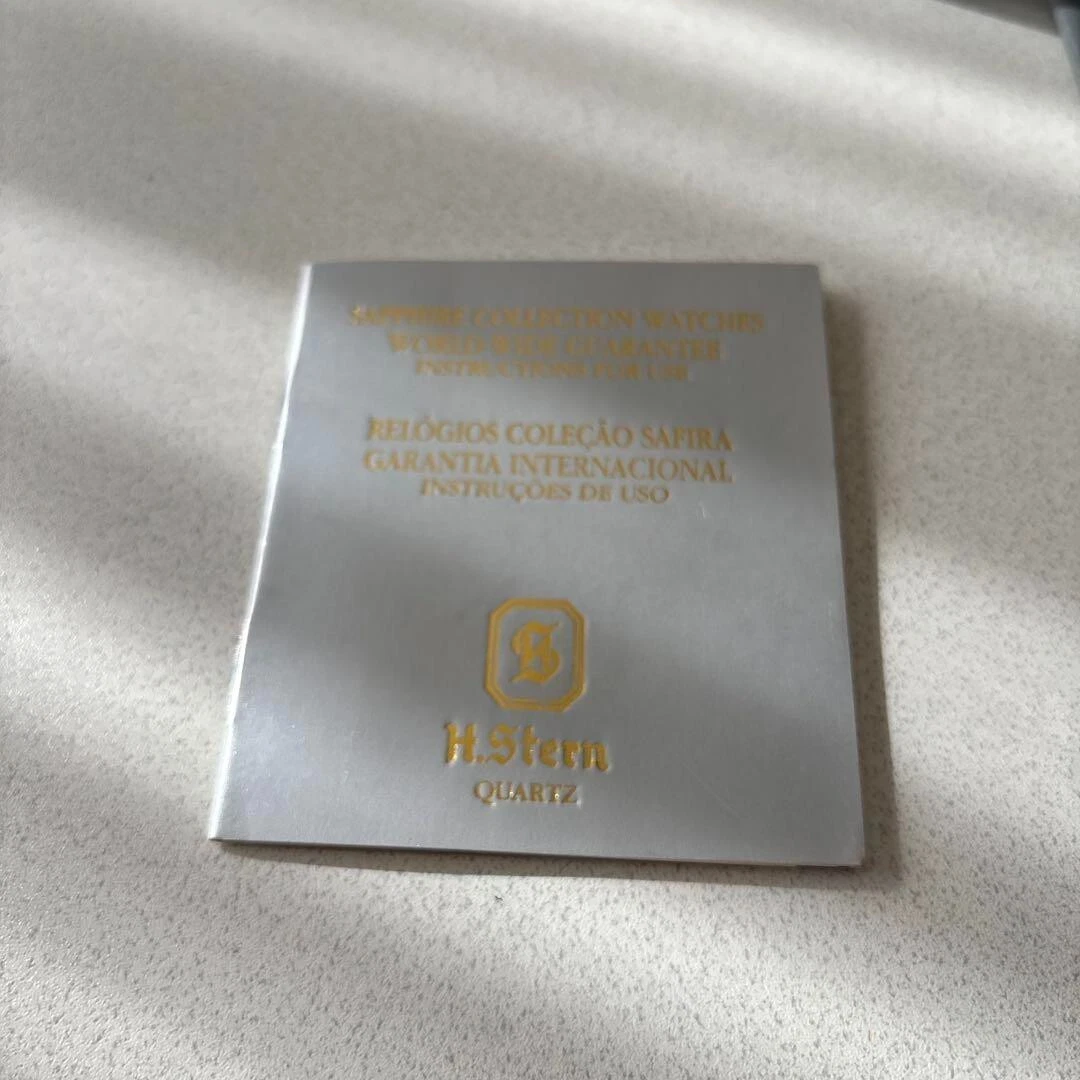 SAPPHIRE COLLECTION WATCHES
WORLD WIDE GUARANTEE
INSTRUCTIONS FOR USE
RELÓGIOS COLEÇÃO SAFIRA
GARANTIA INTERNACIONAL
INSTRUÇÕES DE USO
S
H.Stern
QUARTZ